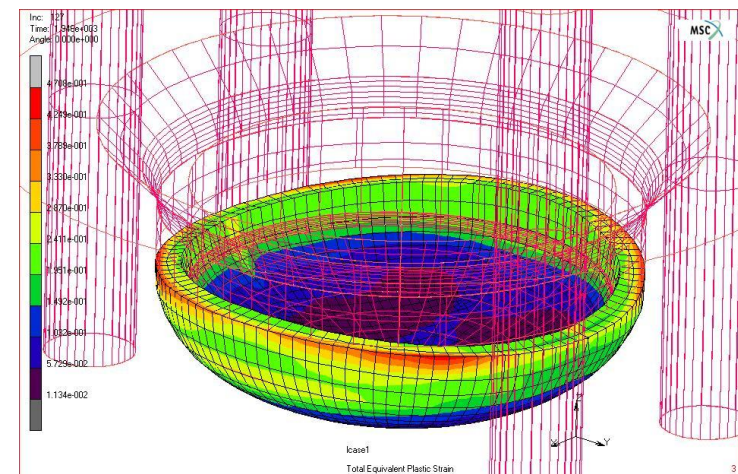 Inc: 127
Time: 1.348e+003
Angle: 0.000e+000
MSC
4.708e-001
4.249e-001
3.789e-001
3.330e-001
2.870e-001
2.411e-001
1.951e-001
1.492e-001
1.032e-001
5.729e-002
1.134e-002
lcase1
Total Equivalent Plastic Strain
Z
X
Y
3